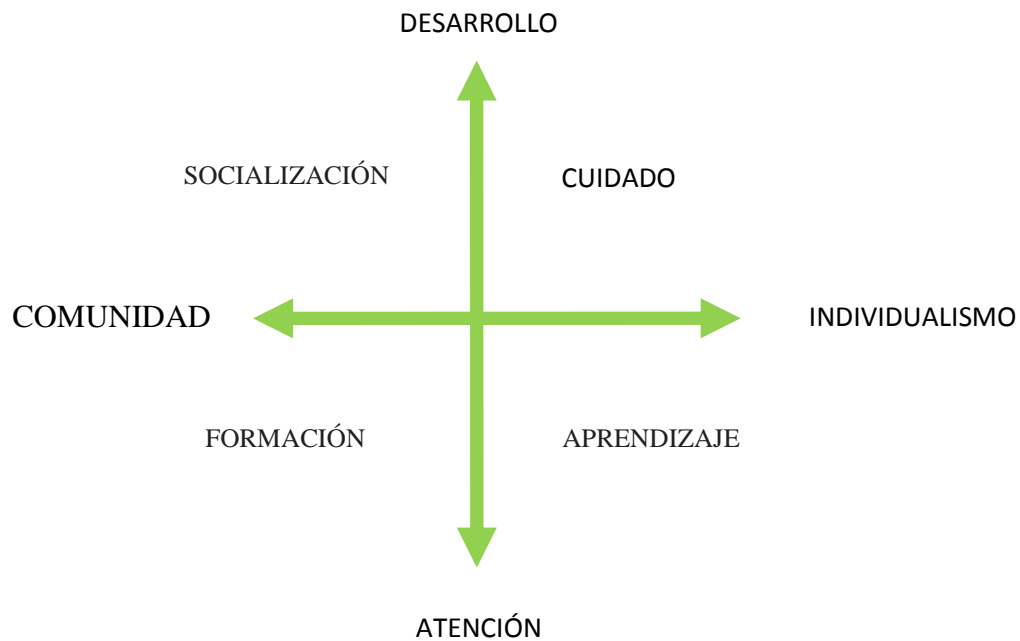 DESARROLLO
SOCIALIZACIÓN
CUIDADO
COMUNIDAD
INDIVIDUALISMO
FORMACIÓN
APRENDIZAJE
ATENCIÓN